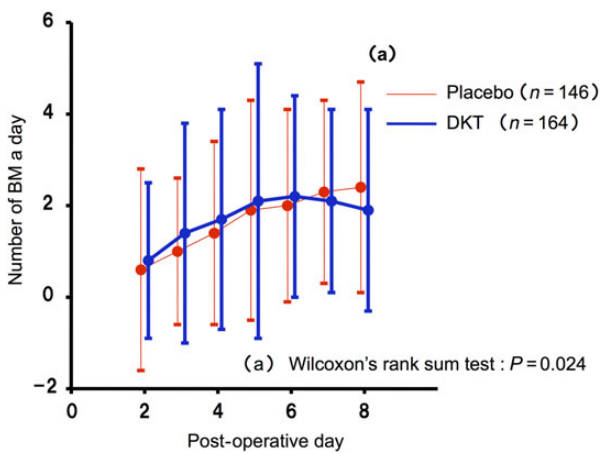 6
4
2
0
−2
0
2
4
6
8
Number of BM a day
Post-operative day
(a)
Placebo (n = 146)
DKT (n = 164)
(a) Wilcoxon's rank sum test : P = 0.024